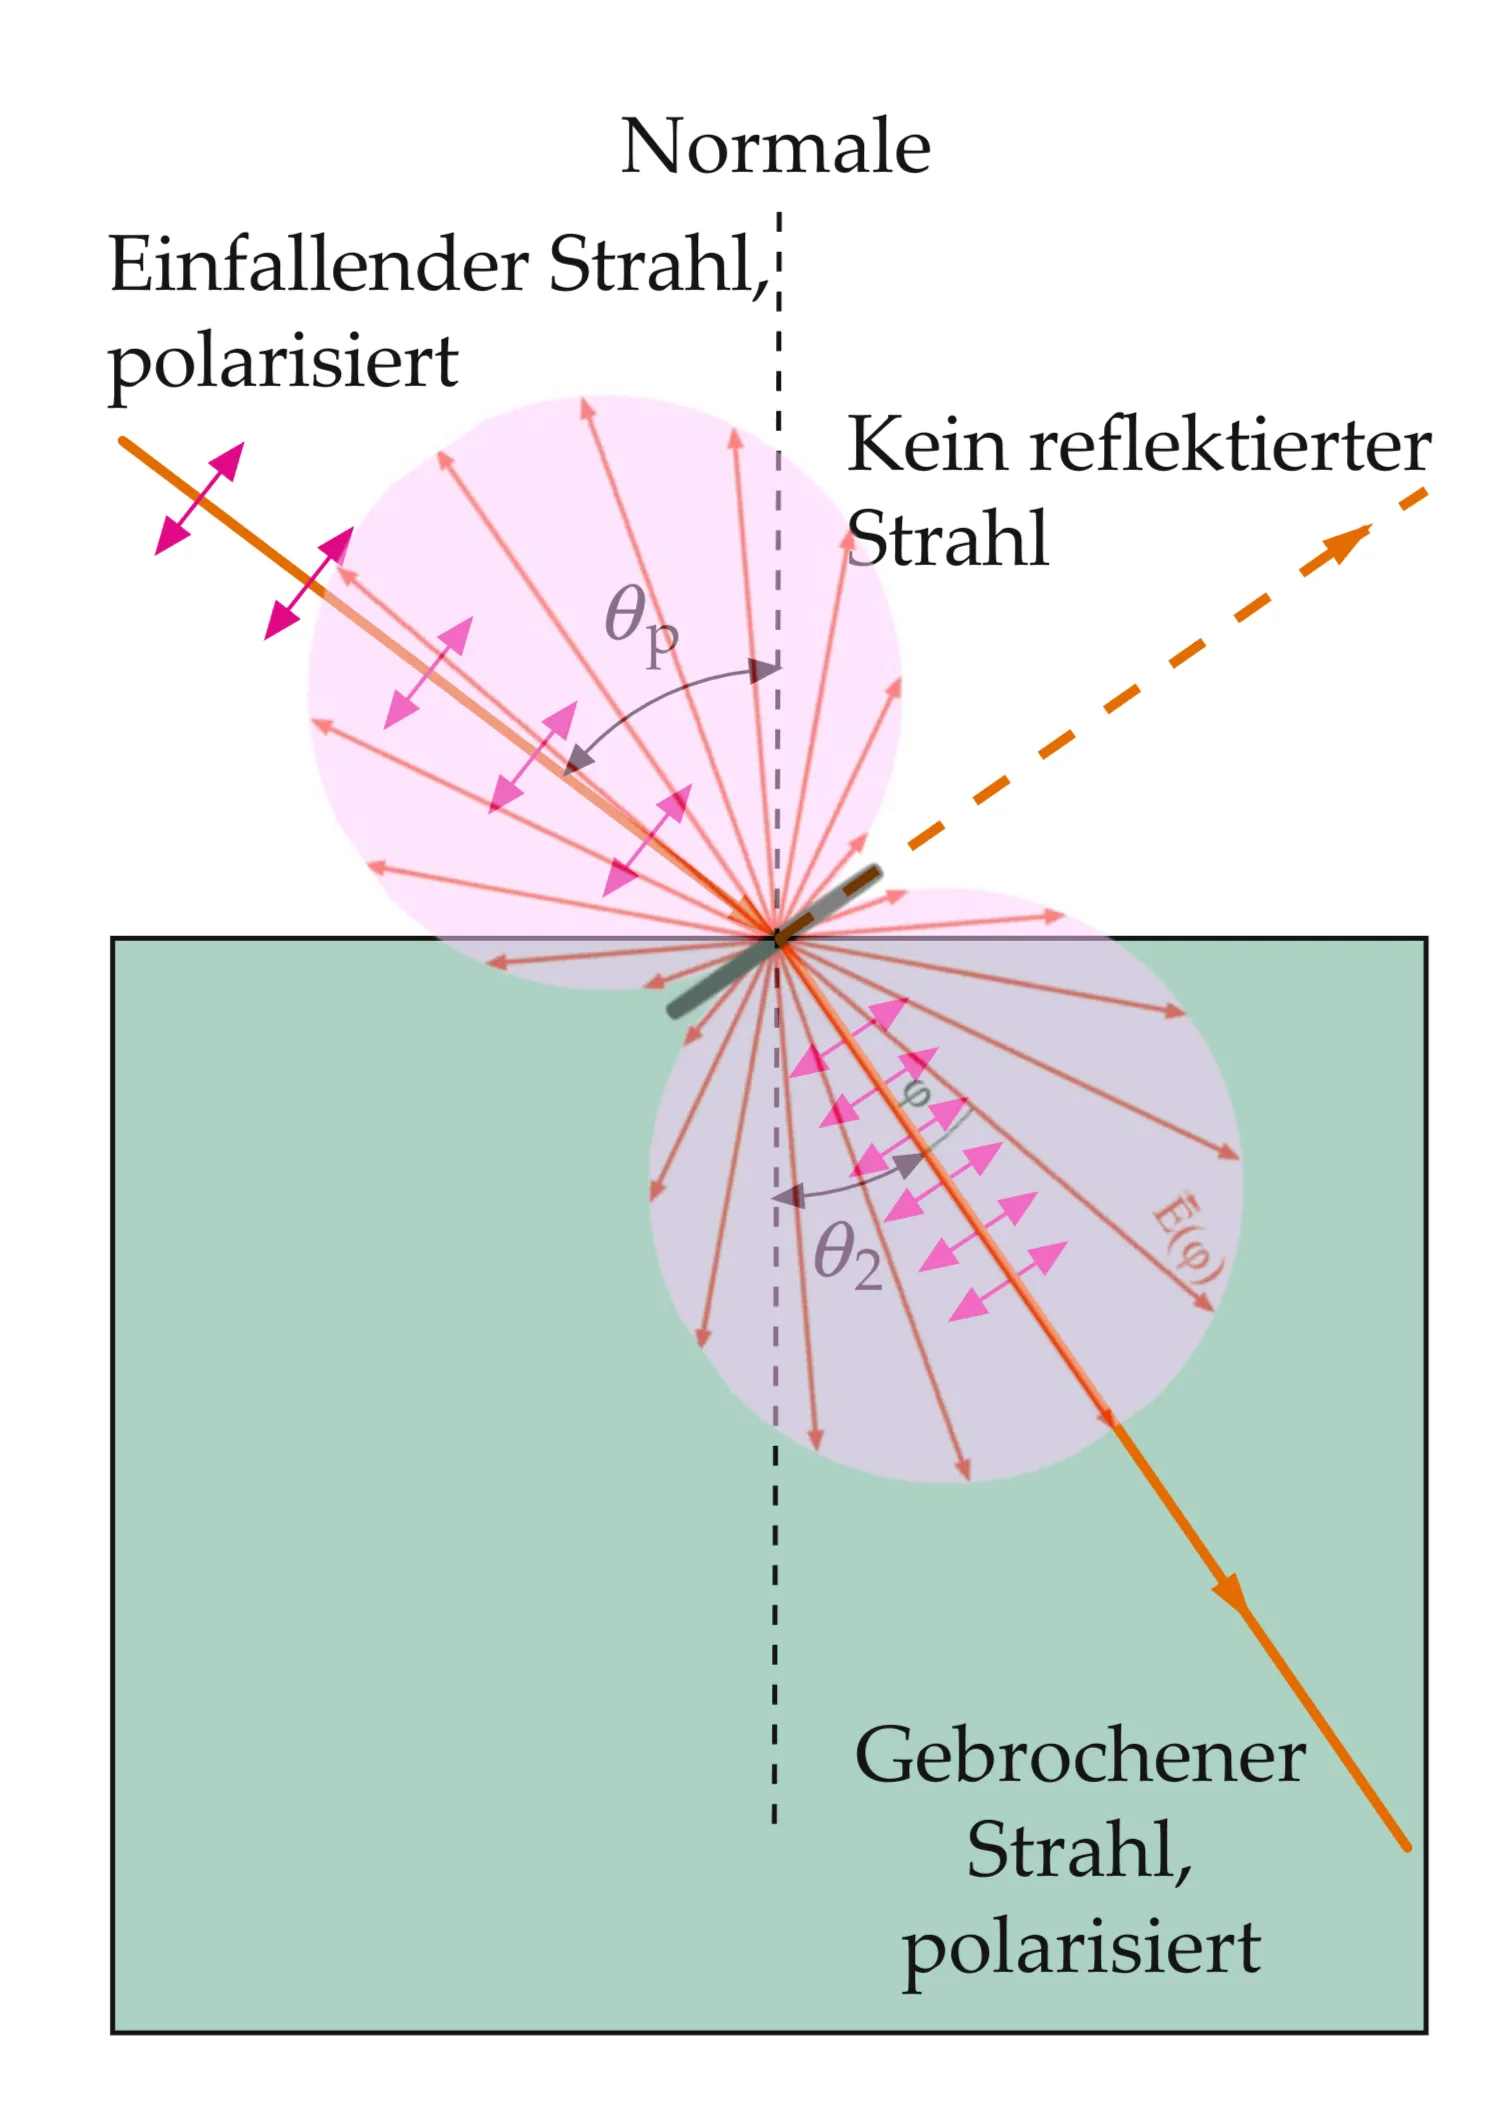 Normale
Einfallender Strahl,
polarisiert
Kein reflektierter
Strahl
θp
φ
E⃗(φ)
θ2
Gebrochener
Strahl,
polarisiert